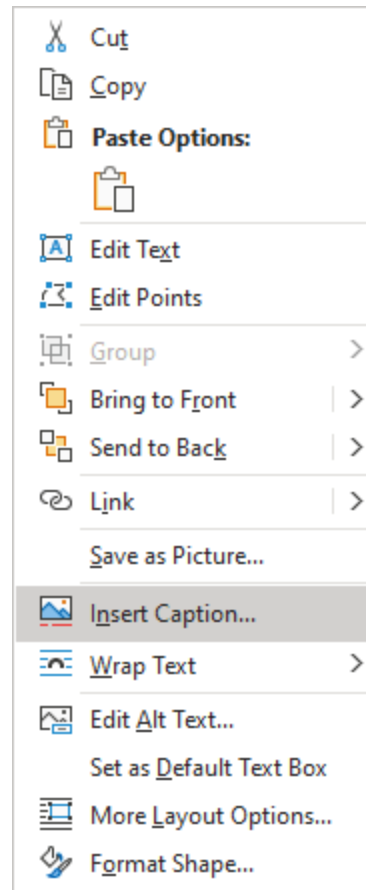 Cut
Copy
Paste Options:
Edit Text
Edit Points
Group
Bring to Front
Send to Back
Link
Save as Picture...
Insert Caption...
Wrap Text
Edit Alt Text...
Set as Default Text Box
More Layout Options...
Format Shape...